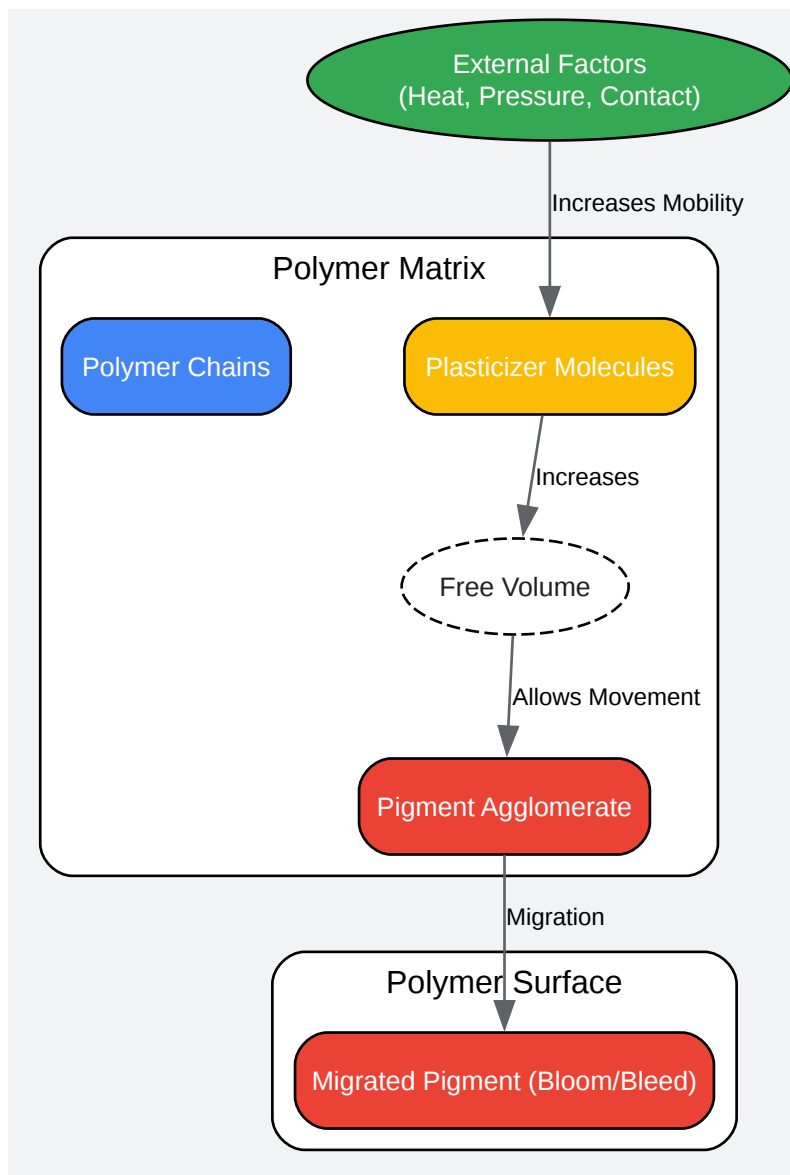 External Factors
(Heat, Pressure, Contact)
Increases Mobility
Polymer Matrix
Polymer Chains
Plasticizer Molecules
Increases
Free Volume
Allows Movement
Pigment Agglomerate
Migration
Polymer Surface
Migrated Pigment (Bloom/Bleed)